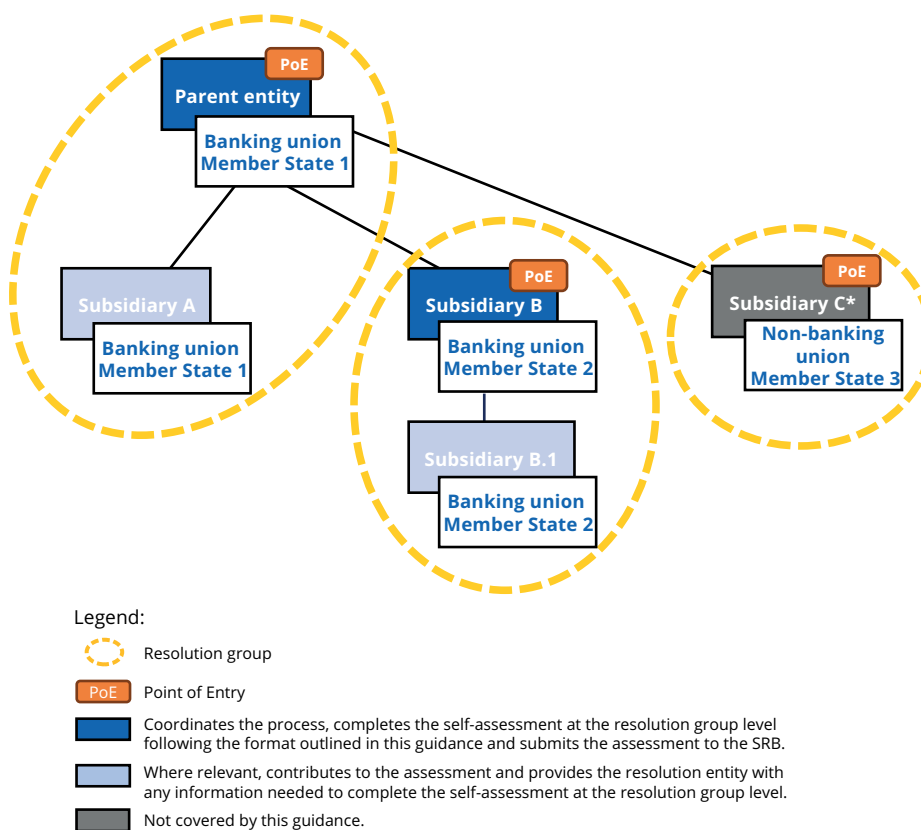 PoE
Parent entity
Banking union
Member State 1
Subsidiary A
Banking union
Member State 1
PoE
Subsidiary B
Banking union
Member State 2
Subsidiary B.1
Banking union
Member State 2
PoE
Subsidiary C*
Non-banking
union
Member State 3
Legend:
Resolution group
PoE Point of Entry
Coordinates the process, completes the self-assessment at the resolution group level
following the format outlined in this guidance and submits the assessment to the SRB.
Where relevant, contributes to the assessment and provides the resolution entity with
any information needed to complete the self-assessment at the resolution group level.
Not covered by this guidance.